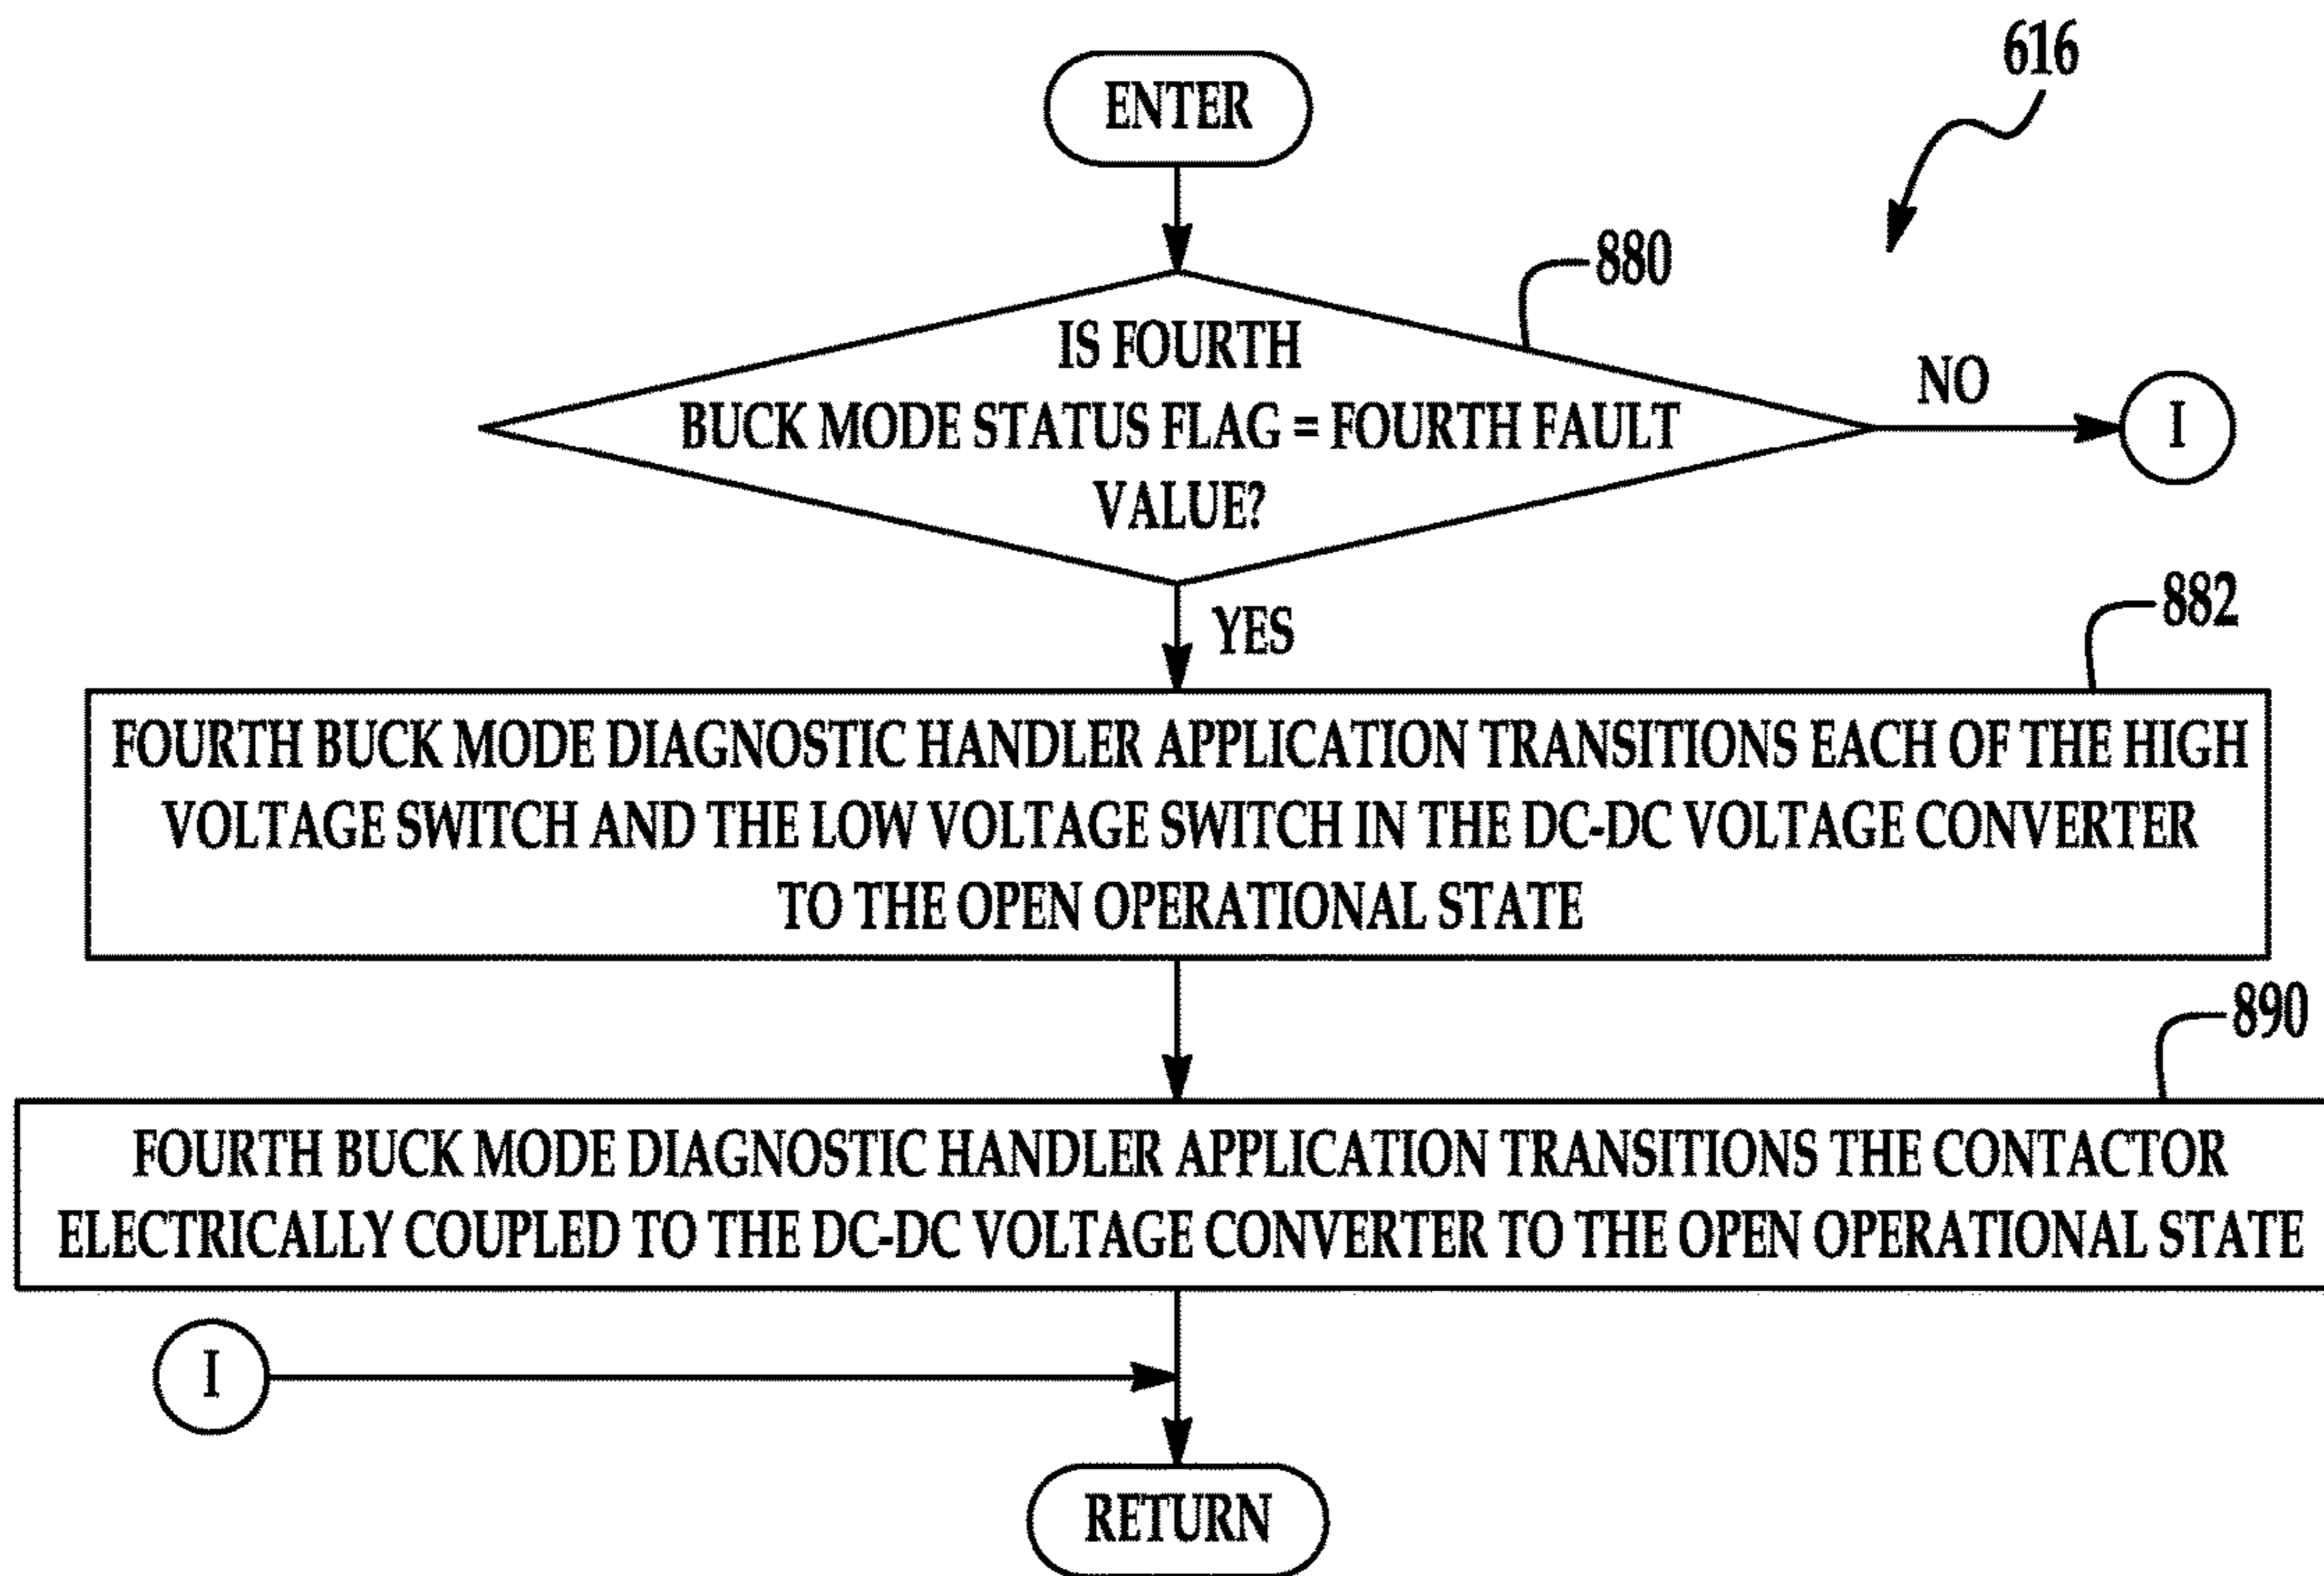 616
ENTER
880
IS FOURTH
BUCK MODE STATUS FLAG = FOURTH FAULT
VALUE?
NO
I
YES
882
FOURTH BUCK MODE DIAGNOSTIC HANDLER APPLICATION TRANSITIONS EACH OF THE HIGH
VOLTAGE SWITCH AND THE LOW VOLTAGE SWITCH IN THE DC-DC VOLTAGE CONVERTER
TO THE OPEN OPERATIONAL STATE
890
FOURTH BUCK MODE DIAGNOSTIC HANDLER APPLICATION TRANSITIONS THE CONTACTOR
ELECTRICALLY COUPLED TO THE DC-DC VOLTAGE CONVERTER TO THE OPEN OPERATIONAL STATE
I
RETURN